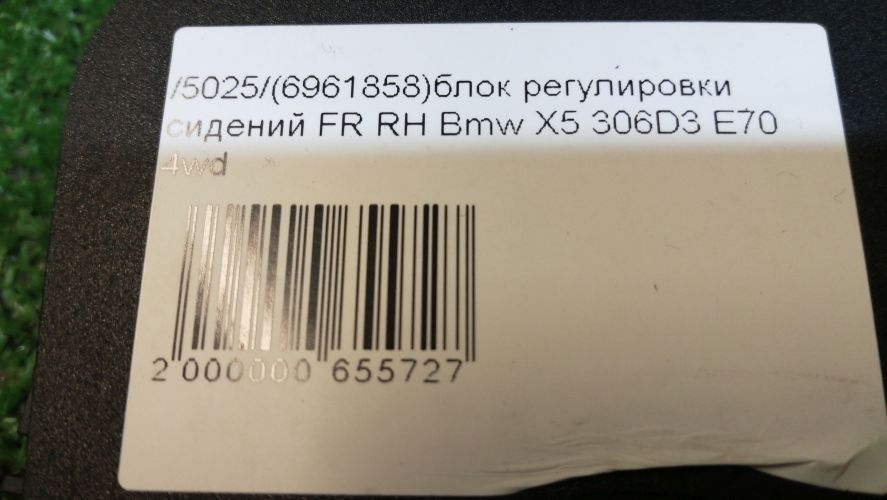 /5025/(6961858)блок регулировки
сидений FR RH Bmw X5 306D3 E70
4wd
2 000000 655727